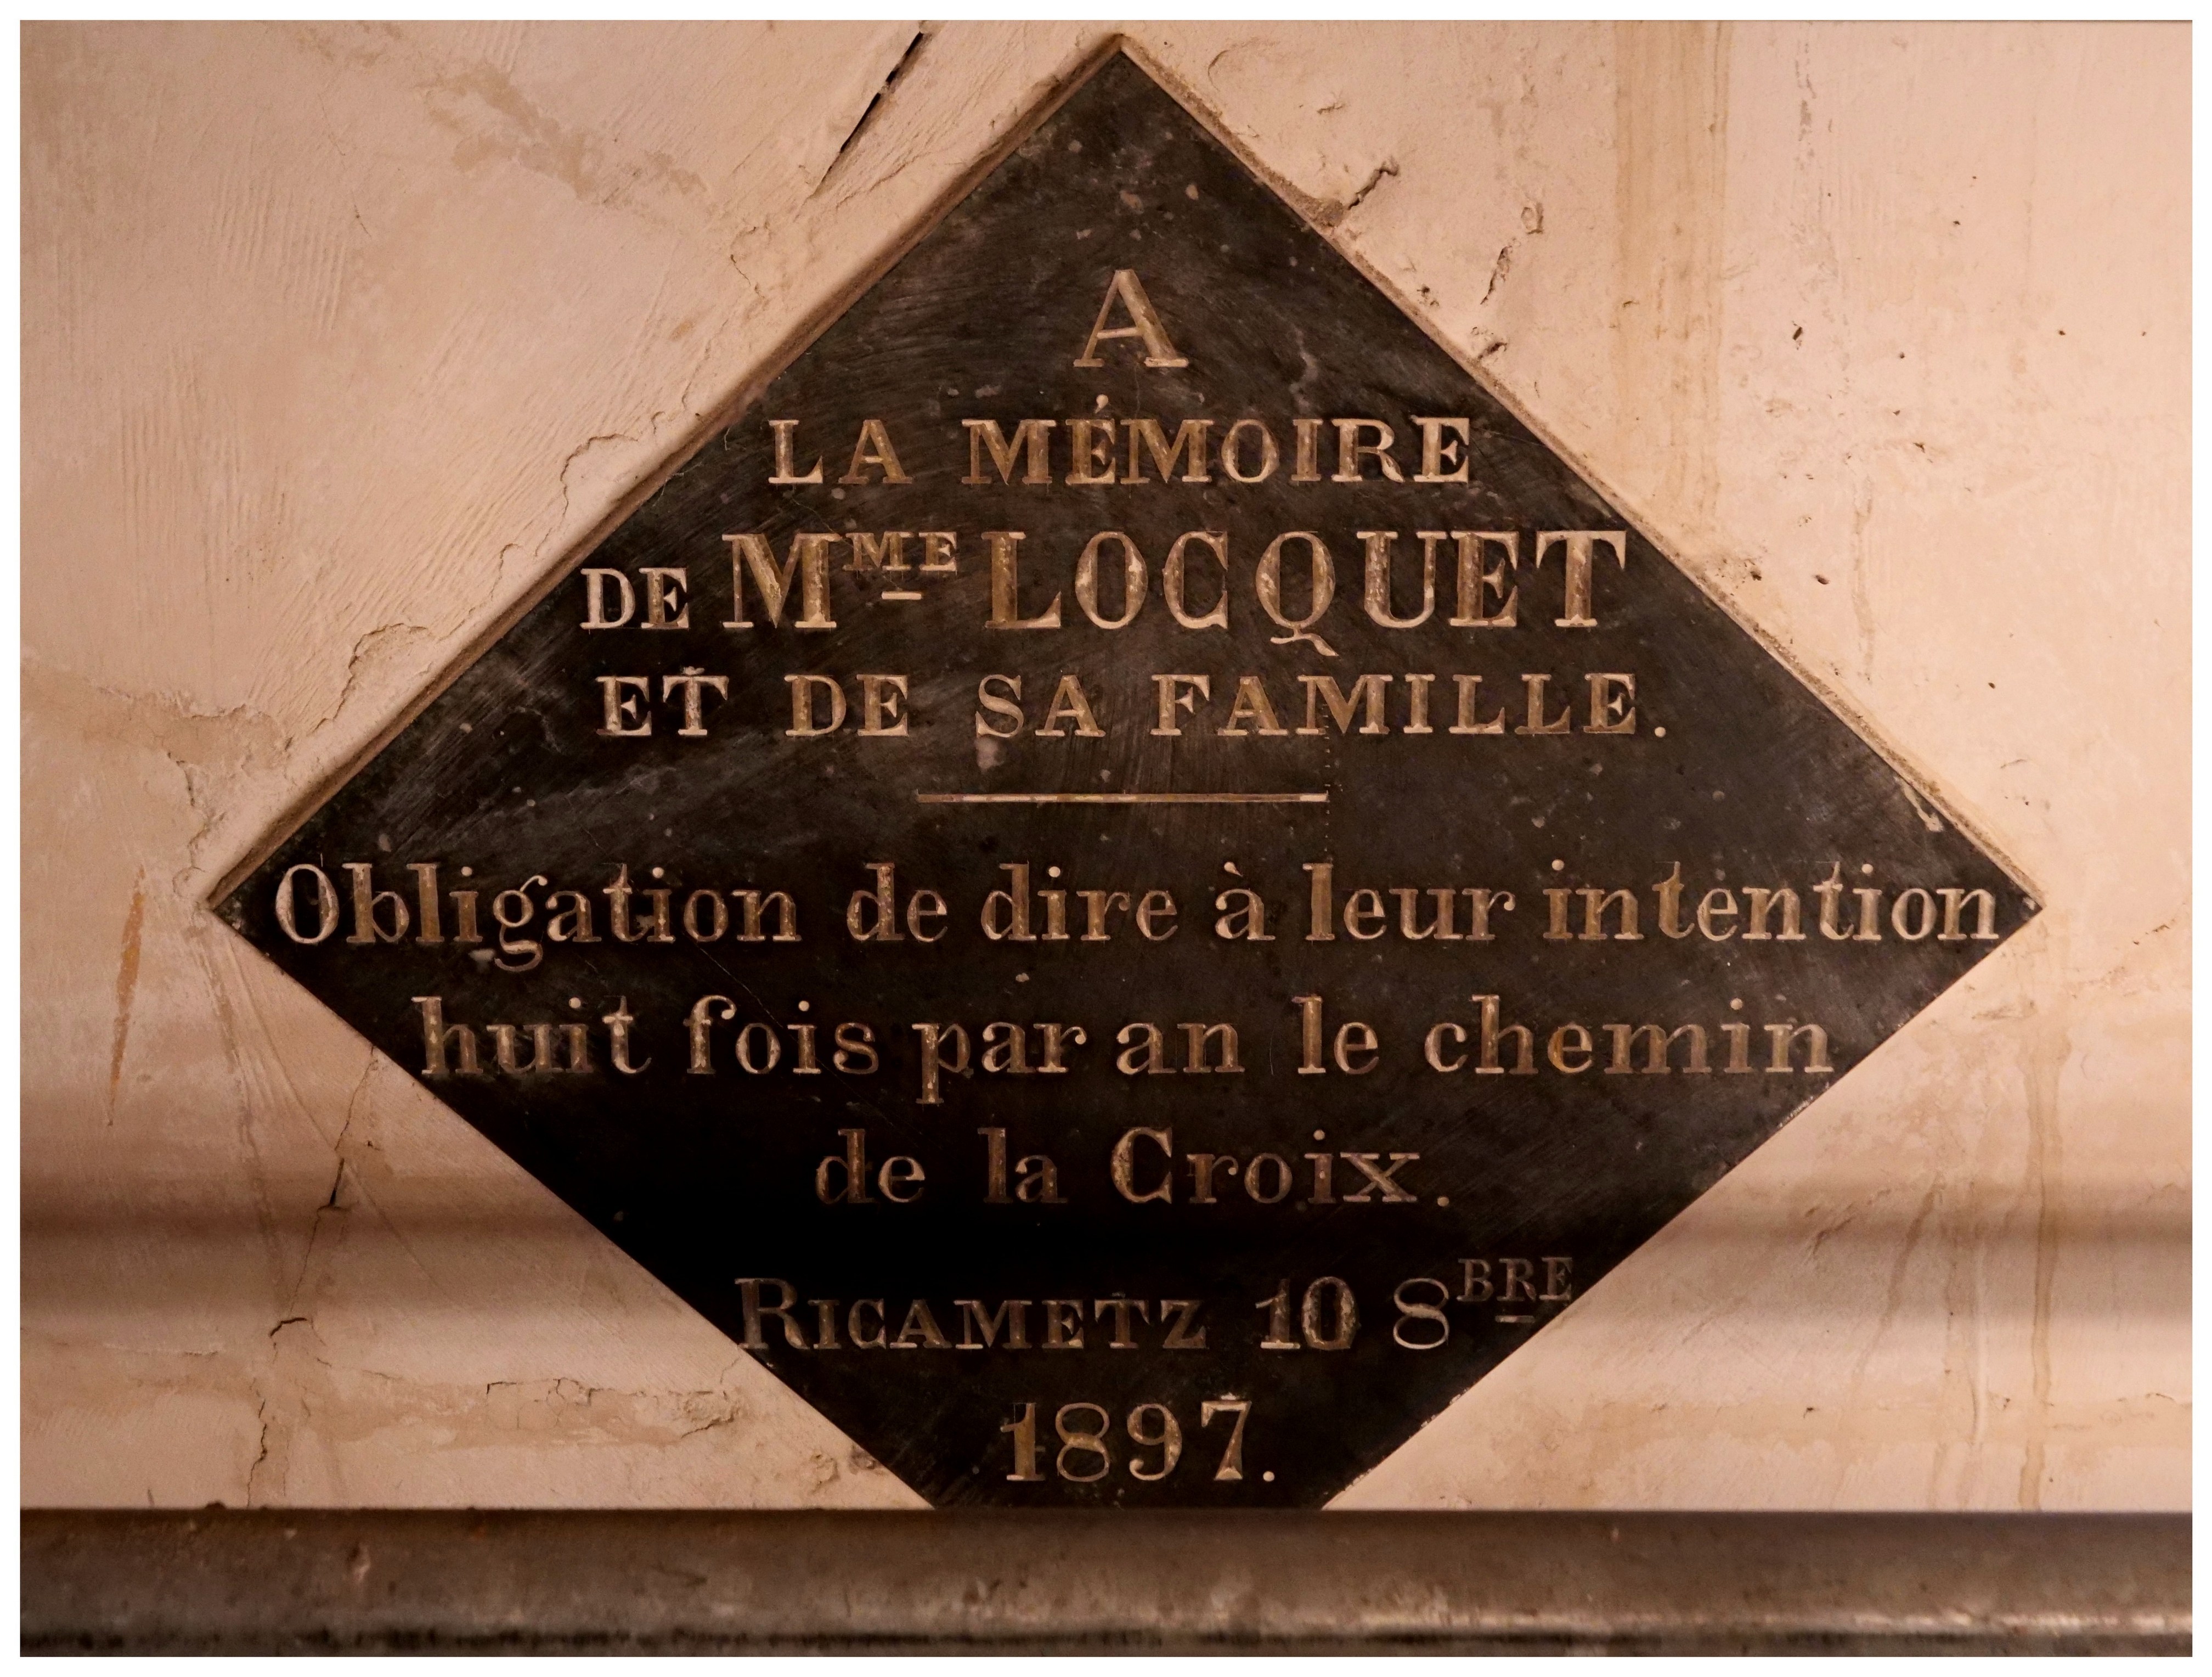 A
LA MÉMOIRE
DE MME LOCQUET
ET DE SA FAMILLE.
Obligation de dire à leur intention
huit fois par an le chemin
de la Croix.
RICAMETZ 10 8BRE
1897.